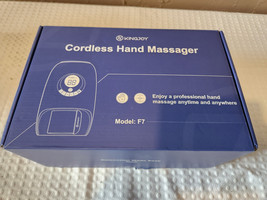 KINGJOY
Cordless Hand Massager
Enjoy a professional hand
massage anytime and anywhere
Model: F7